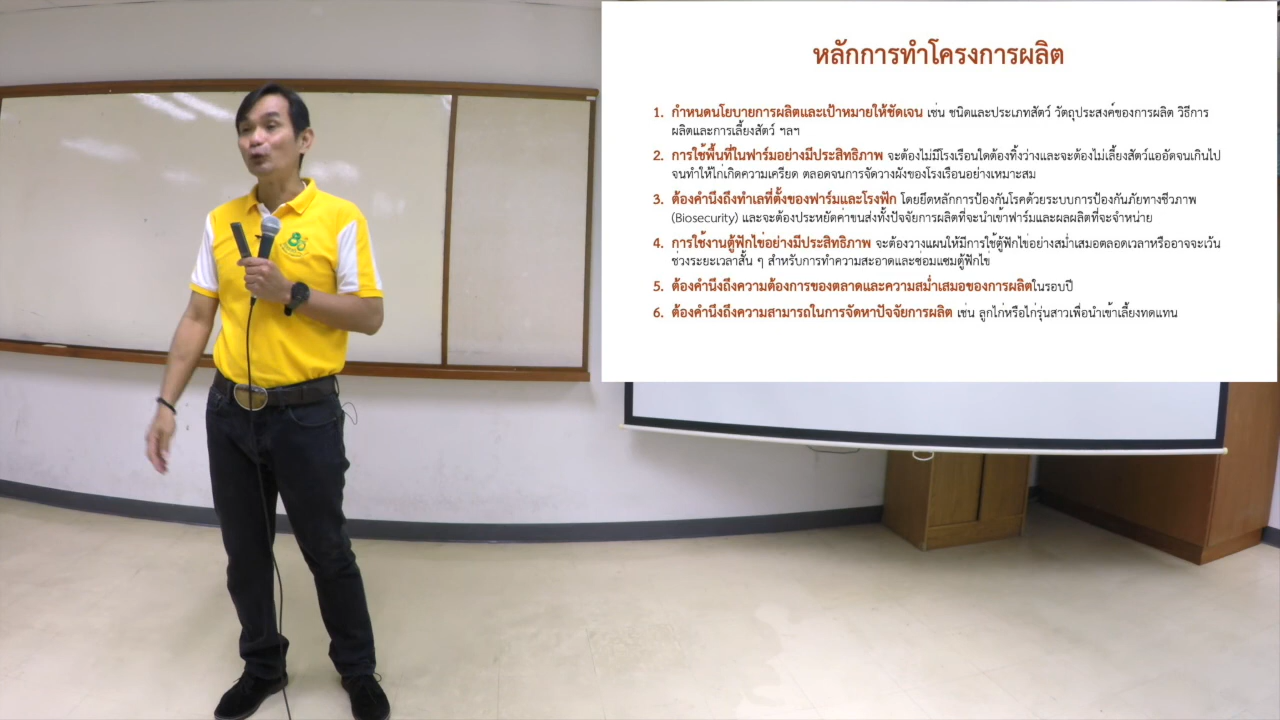 หลักการทำโครงการผลิต
1. กำหนดนโยบายการผลิตและเป้าหมายให้ชัดเจน เช่น ชนิดและประเภทสัตว์ วัตถุประสงค์ของการผลิต วิธีการ
ผลิตและการเลี้ยงสัตว์ ฯลฯ
2. การใช้พื้นที่ในฟาร์มอย่างมีประสิทธิภาพ จะต้องไม่มีโรงเรือนใดต้องทิ้งว่างและจะต้องไม่เลี้ยงสัตว์แออัดจนเกินไป
จนทำให้ไก่เกิดความเครียด ตลอดจนการจัดวางผังของโรงเรือนอย่างเหมาะสม
3. ต้องคำนึงถึงทำเลที่ตั้งของฟาร์มและโรงฟัก โดยยึดหลักการป้องกันโรคด้วยระบบการป้องกันภัยทางชีวภาพ
(Biosecurity) และจะต้องประหยัดค่าขนส่งทั้งปัจจัยการผลิตที่จะนำเข้าฟาร์มและผลผลิตที่จะจำหน่าย
4. การใช้งานตู้ฟักไข่อย่างมีประสิทธิภาพ จะต้องวางแผนให้มีการใช้ตู้ฟักไข่อย่างสม่ำเสมอตลอดเวลาหรืออาจจะเว้น
ช่วงระยะเวลาสั้น ๆ สำหรับการทำความสะอาดและซ่อมแซมตู้ฟักไข่
5. ต้องคำนึงถึงความต้องการของตลาดและความสม่ำเสมอของการผลิตในรอบปี
6. ต้องคำนึงถึงความสามารถในการจัดหาปัจจัยการผลิต เช่น ลูกไก่หรือไก่รุ่นสาวเพื่อนำเข้าเลี้ยงทดแทน